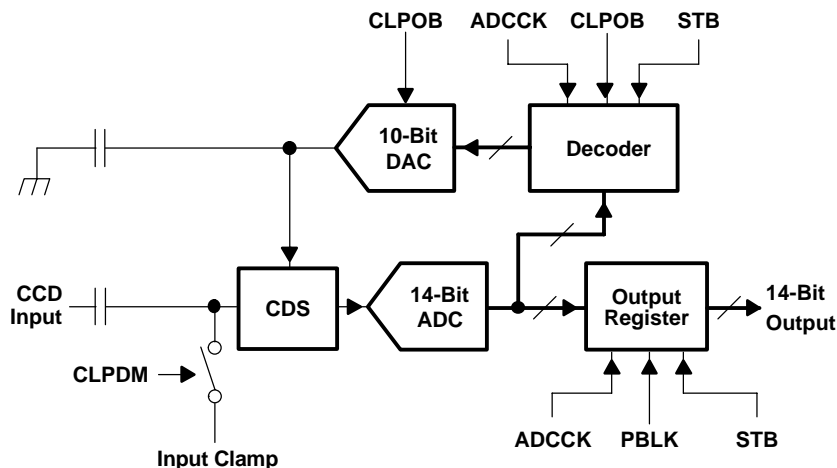 CLPOB
ADCCK
CLPOB
STB
10-Bit
DAC
Decoder
CCD
Input
CDS
14-Bit
ADC
Output
Register
14-Bit
Output
CLPDM
ADCCK
PBLK
STB
Input Clamp